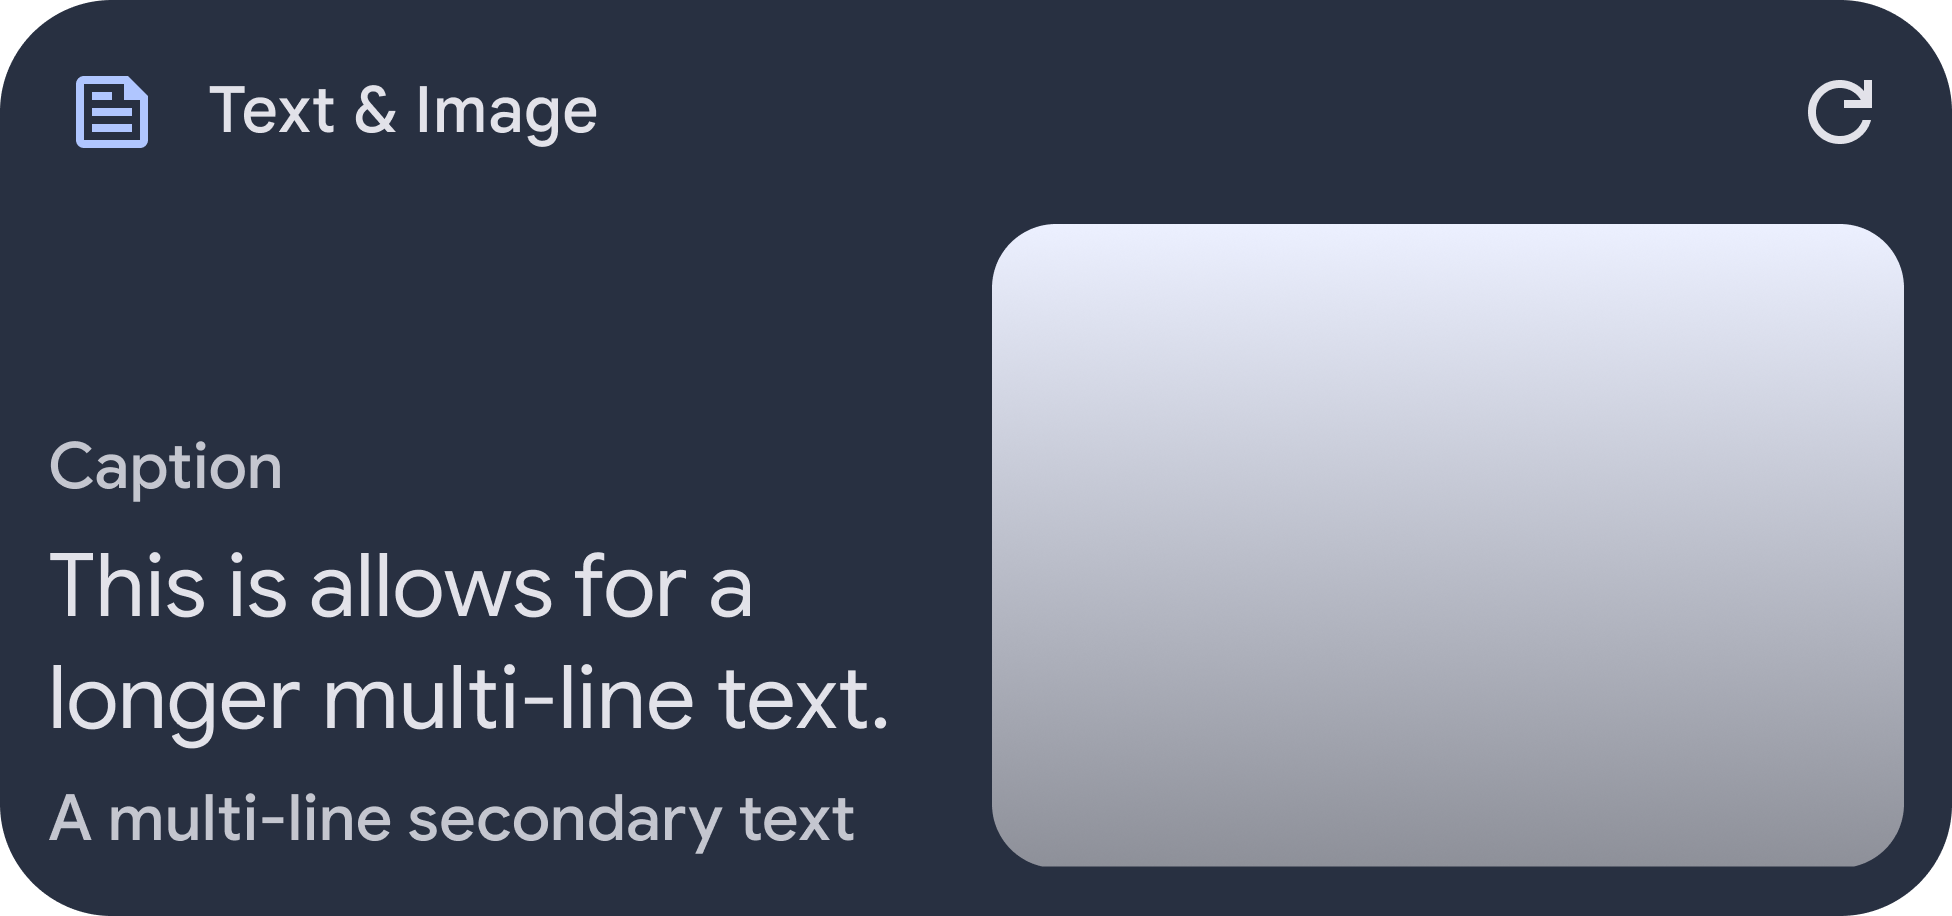 Text & Image
Caption
This is allows for a
longer multi-line text.
A multi-line secondary text